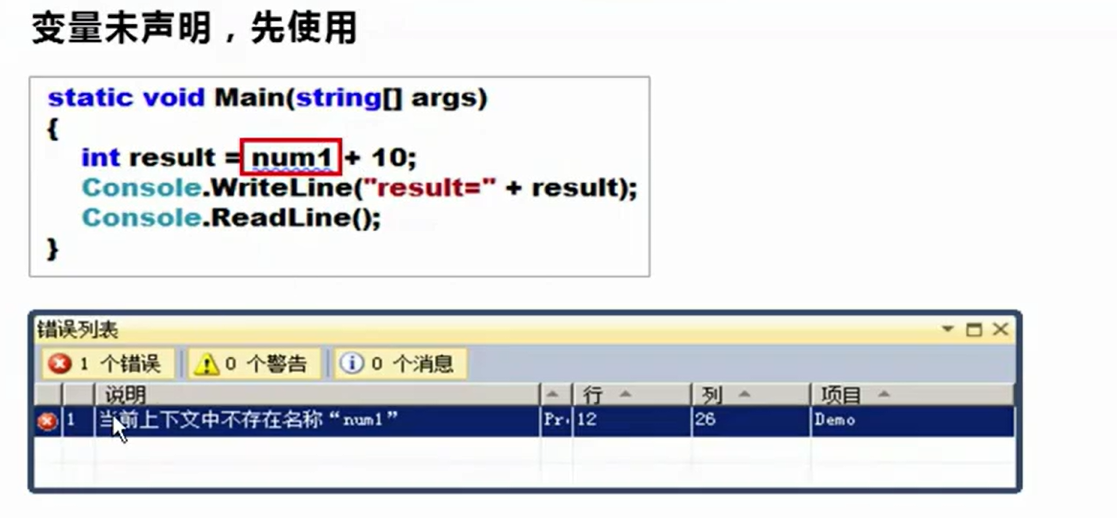 变量未声明，先使用
static void Main(string[] args)
{
int result = num1 + 10;
Console.WriteLine("result=" + result);
Console.ReadLine();
}
错误列表
1 个错误 0 个警告 0 个消息
说明 行 列 项目
1 当前上下文中不存在名称“num1” Pr 12 26 Demo